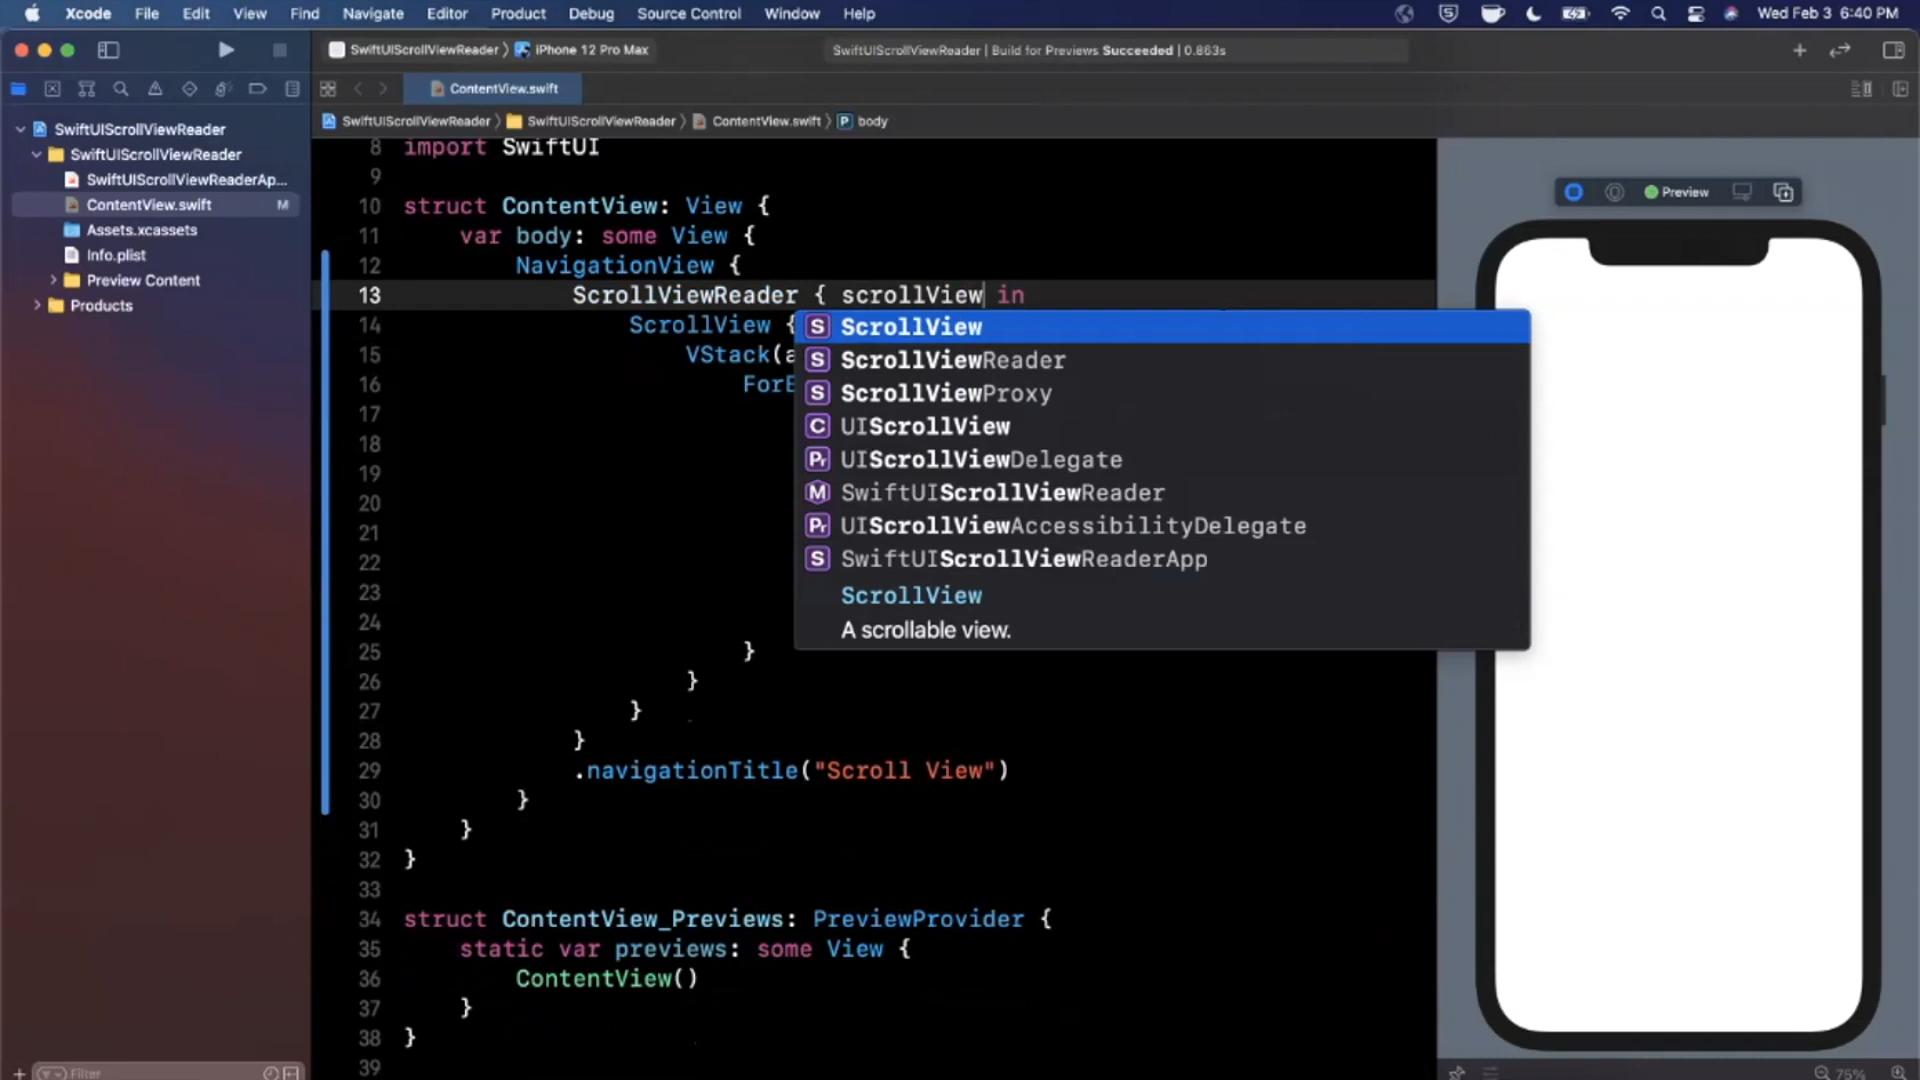 Xcode File Edit View Find Navigate Editor Product Debug Source Control Window Help Wed Feb 3 6:40 PM
SwiftUIScrollViewReader iPhone 12 Pro Max SwiftUIScrollViewReader | Build for Previews Succeeded | 0.863s
ContentView.swift
SwiftUIScrollViewReader SwiftUIScrollViewReader ContentView.swift P body
SwiftUIScrollViewReader
SwiftUIScrollViewReader
SwiftUIScrollViewReaderAp...
ContentView.swift M
Assets.xcassets
Info.plist
Preview Content
Products
Filter
8 import SwiftUI
9
10 struct ContentView: View {
11 var body: some View {
12 NavigationView {
13 ScrollViewReader { scrollView in
14 ScrollView {
15 VStack(a
16 ForE
17
18
19
20
21
22
23
24
25 }
26 }
27 }
28 }
29 .navigationTitle("Scroll View")
30 }
31 }
32 }
33
34 struct ContentView_Previews: PreviewProvider {
35 static var previews: some View {
36 ContentView()
37 }
38 }
39
S ScrollView
S ScrollViewReader
S ScrollViewProxy
C UIScrollView
Pr UIScrollViewDelegate
M SwiftUIScrollViewReader
Pr UIScrollViewAccessibilityDelegate
S SwiftUIScrollViewReaderApp
ScrollView
A scrollable view.
Preview
75%